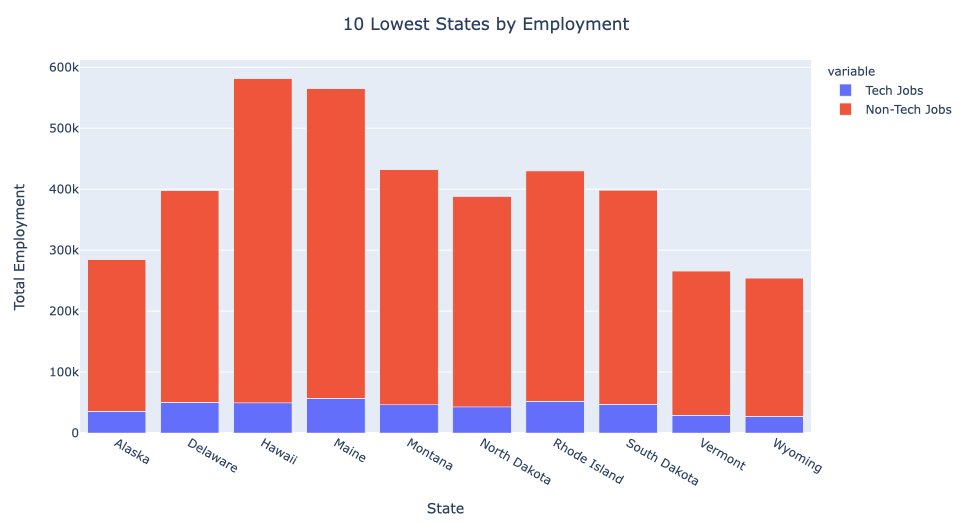 10 Lowest States by Employment
variable
Tech Jobs
Non-Tech Jobs
Total Employment
600k
500k
400k
300k
200k
100k
0
Alaska
Delaware
Hawaii
Maine
Montana
North Dakota
Rhode Island
South Dakota
Vermont
Wyoming
State